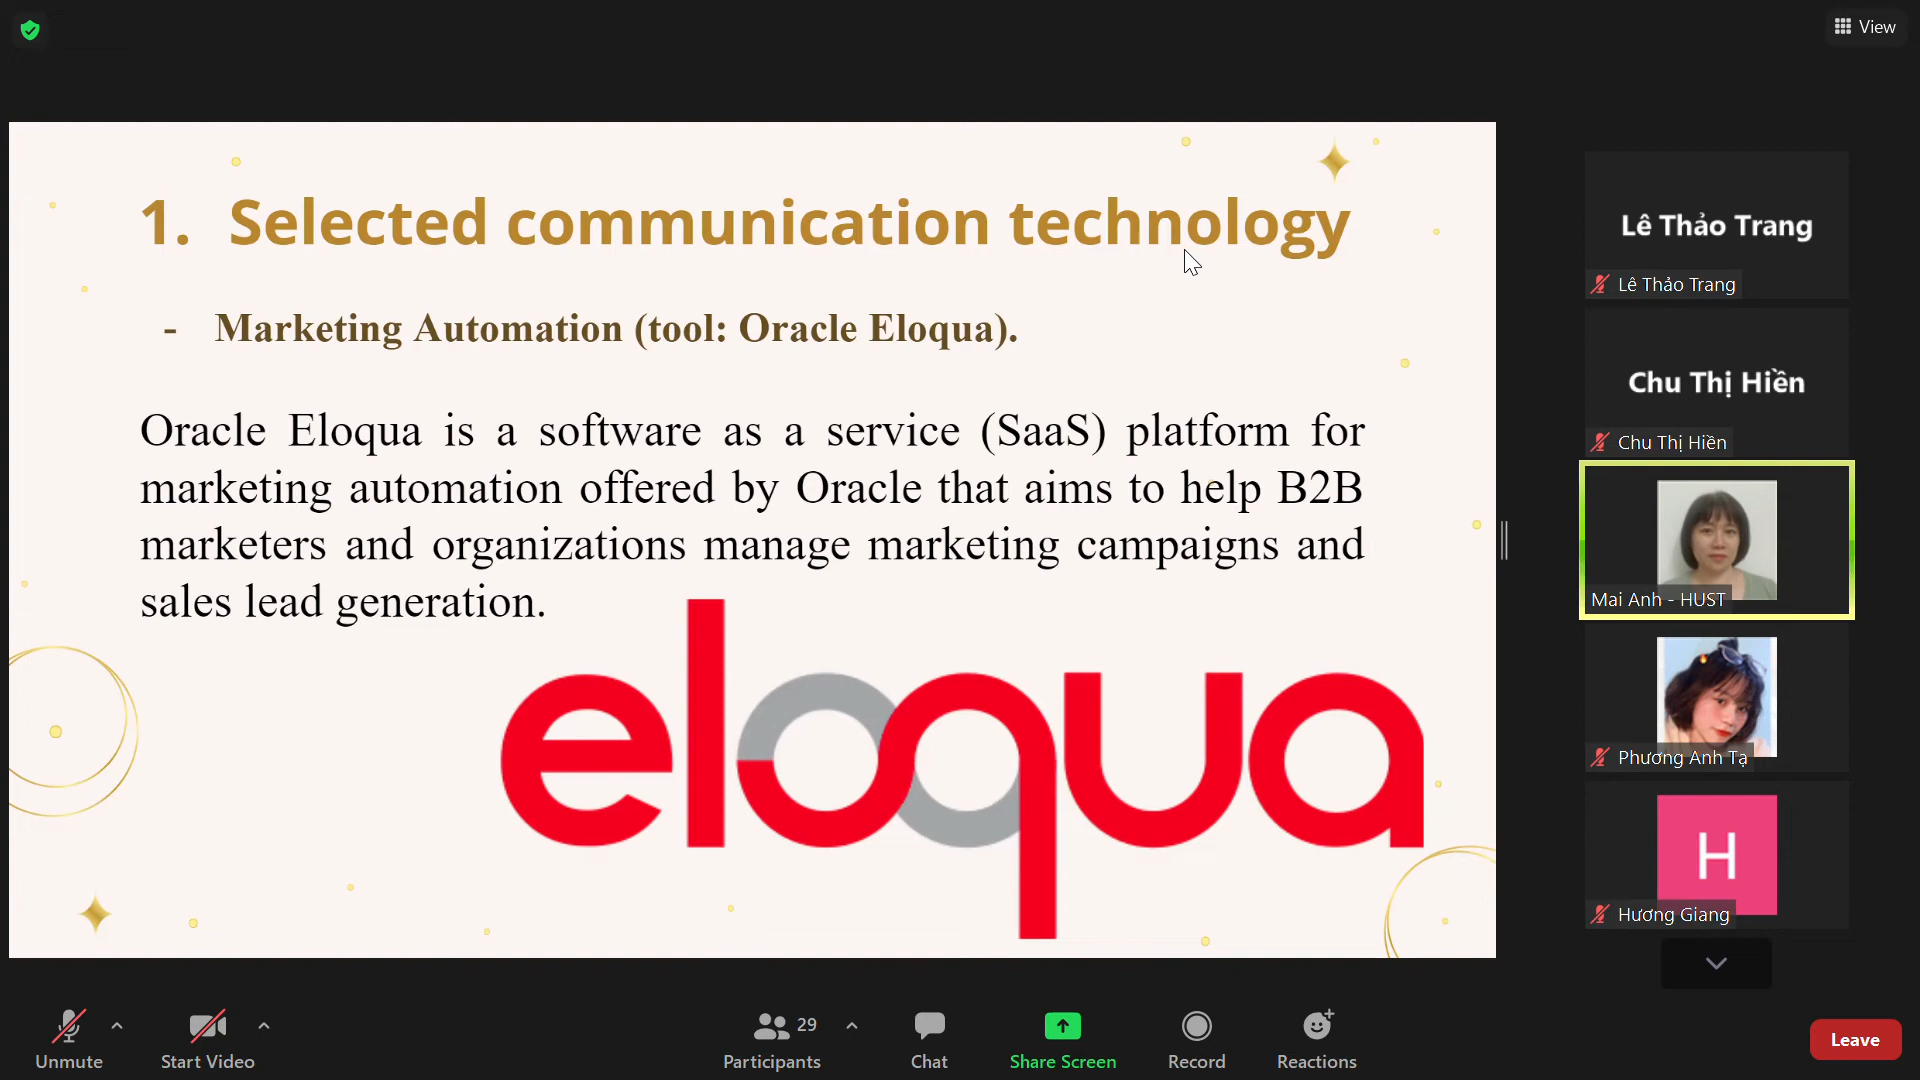 View
1. Selected communication technology
- Marketing Automation (tool: Oracle Eloqua).
Oracle Eloqua is a software as a service (SaaS) platform for
marketing automation offered by Oracle that aims to help B2B
marketers and organizations manage marketing campaigns and
sales lead generation.
eloqua
Lê Thảo Trang
Lê Thảo Trang
Chu Thị Hiền
Chu Thị Hiền
Mai Anh - HUST
Phương Anh Tạ
H
Hương Giang
Unmute
Start Video
29
Participants
Chat
Share Screen
Record
Reactions
Leave